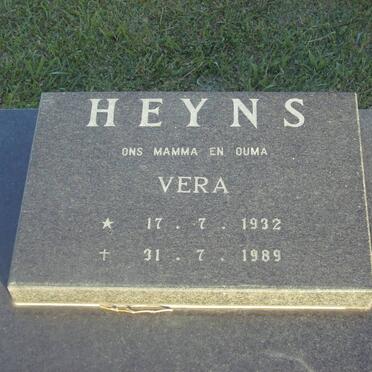 HEYNS
ONS MAMMA EN OUMA
VERA
★ 17 . 7 . 1932
✝ 31 . 7 . 1989